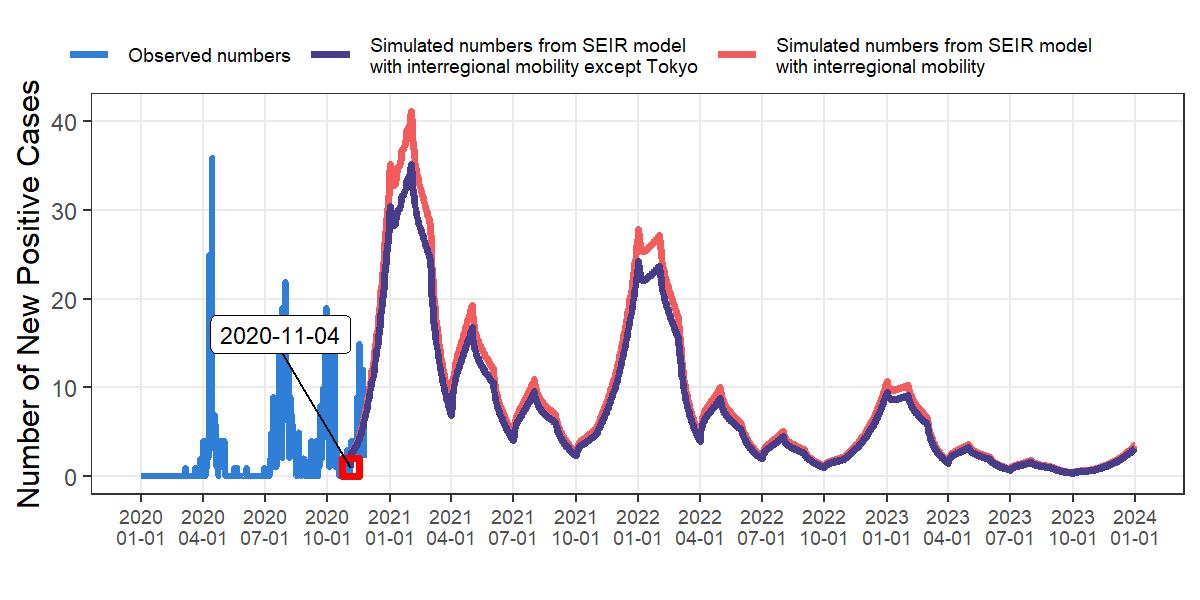 Observed numbers
Simulated numbers from SEIR model
with interregional mobility except Tokyo
Simulated numbers from SEIR model
with interregional mobility
Number of New Positive Cases
40
30
20
10
0
2020-11-04
2020 2020 2020 2020 2021 2021 2021 2021 2022 2022 2022 2022 2023 2023 2023 2023 2024
01-01 04-01 07-01 10-01 01-01 04-01 07-01 10-01 01-01 04-01 07-01 10-01 01-01 04-01 07-01 10-01 01-01